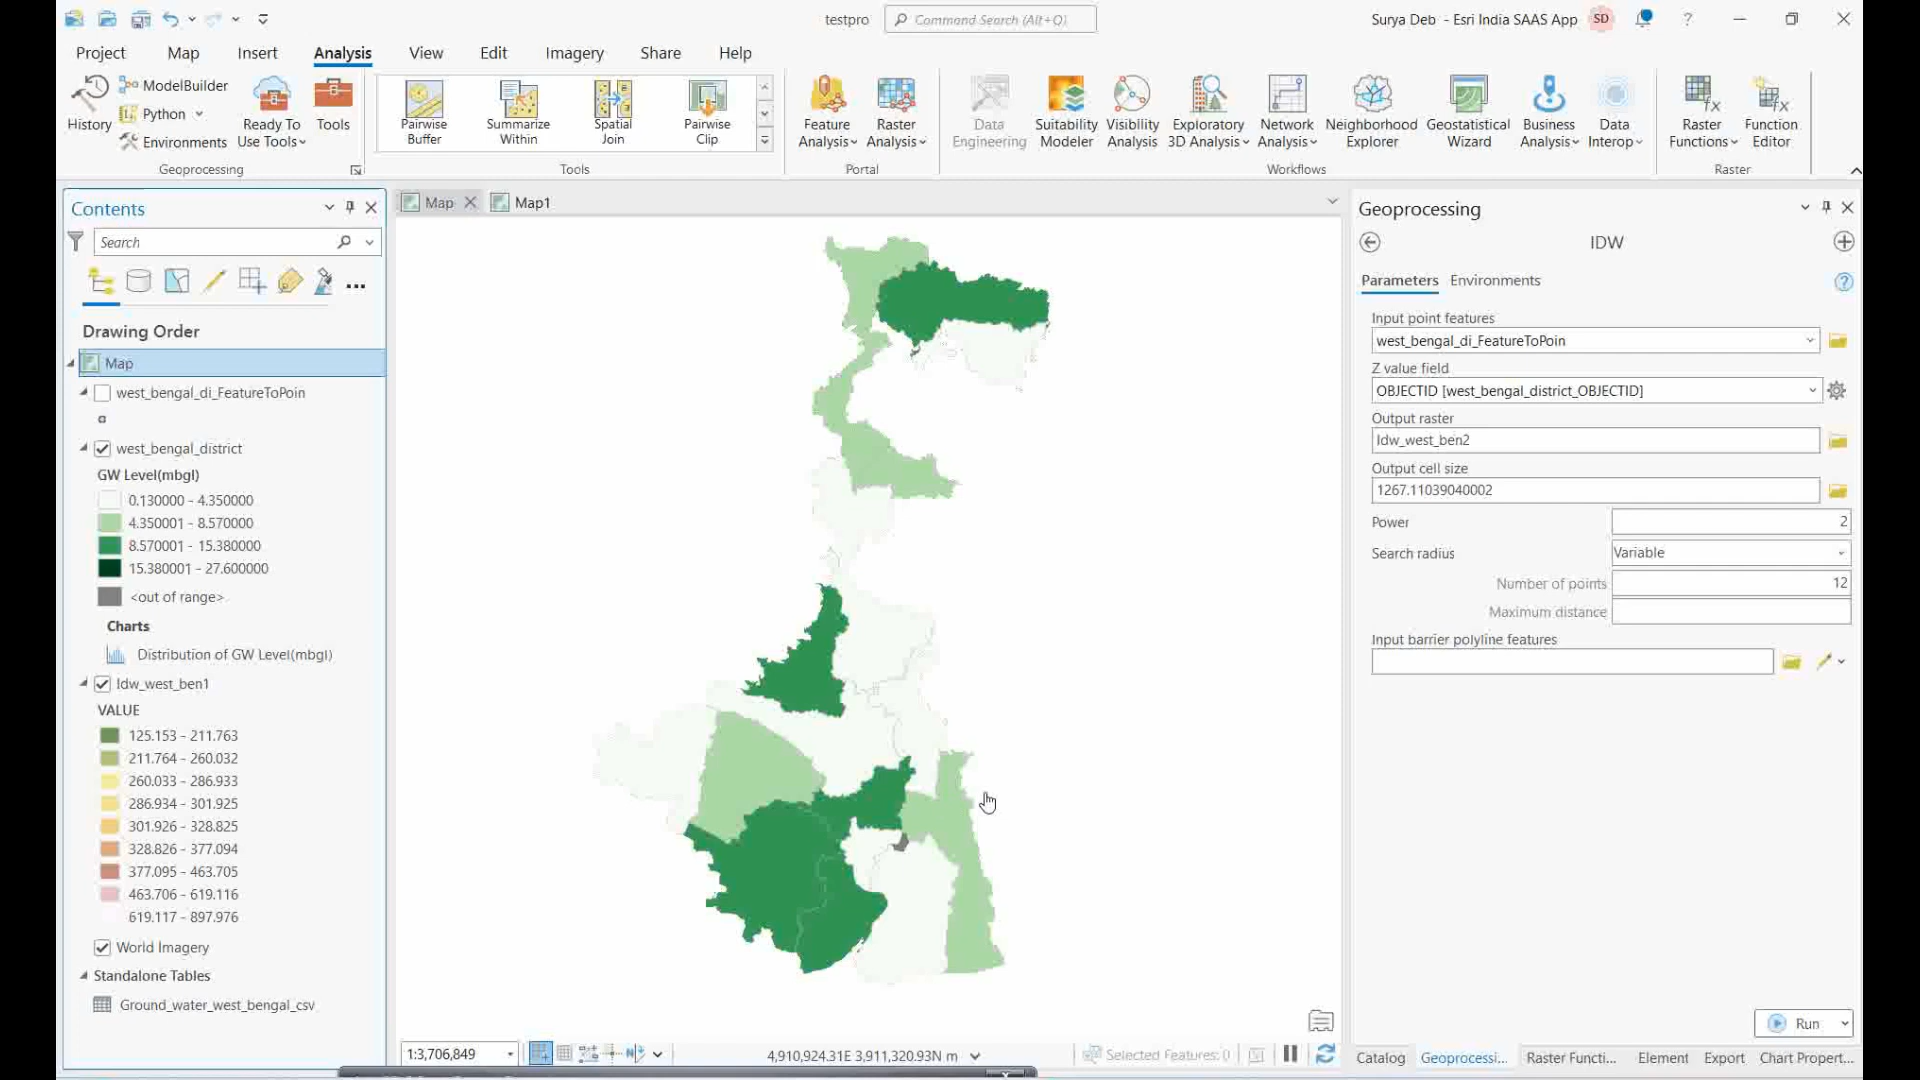 testpro
Command Search (Alt+Q)
Surya Deb - Esri India SAAS App
SD
?
Project
Map
Insert
Analysis
View
Edit
Imagery
Share
Help
History
ModelBuilder
Python
Environments
Ready To
Use Tools
Tools
Geoprocessing
Pairwise
Buffer
Summarize
Within
Spatial
Join
Pairwise
Clip
Tools
Feature
Analysis
Raster
Analysis
Portal
Data
Engineering
Suitability
Modeler
Visibility
Analysis
Exploratory
3D Analysis
Network
Analysis
Neighborhood
Explorer
Geostatistical
Wizard
Business
Analysis
Data
Interop
Workflows
Raster
Functions
Function
Editor
Raster
Contents
Search
Drawing Order
Map
west_bengal_di_FeatureToPoin
west_bengal_district
GW Level(mbgl)
0.130000 - 4.350000
4.350001 - 8.570000
8.570001 - 15.380000
15.380001 - 27.600000
<out of range>
Charts
Distribution of GW Level(mbgl)
Idw_west_ben1
VALUE
125.153 - 211.763
211.764 - 260.032
260.033 - 286.933
286.934 - 301.925
301.926 - 328.825
328.826 - 377.094
377.095 - 463.705
463.706 - 619.116
619.117 - 897.976
World Imagery
Standalone Tables
Ground_water_west_bengal_csv
Map
Map1
1:3,706,849
4,910,924.31E 3,911,320.93N m
Selected Features: 0
Geoprocessing
IDW
Parameters
Environments
?
Input point features
west_bengal_di_FeatureToPoin
Z value field
OBJECTID [west_bengal_district_OBJECTID]
Output raster
Idw_west_ben2
Output cell size
1267.11039040002
Power
2
Search radius
Variable
Number of points
12
Maximum distance
Input barrier polyline features
Run
Catalog
Geoprocessi...
Raster Functi...
Element
Export
Chart Propert...